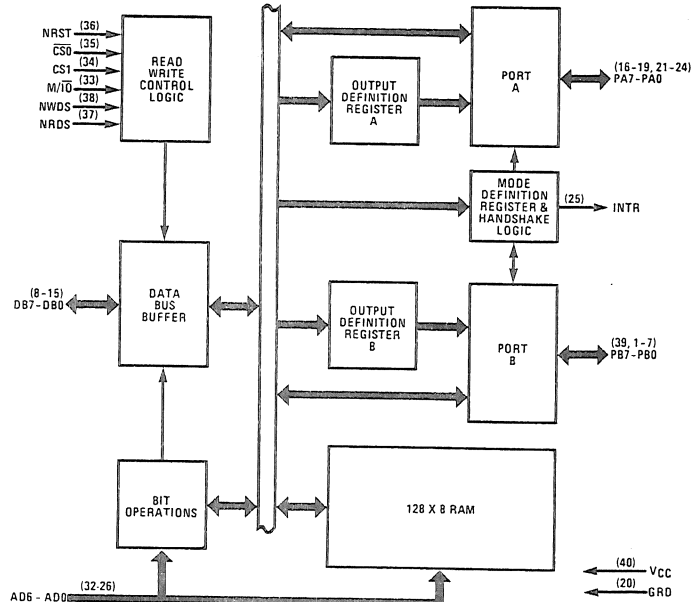 NRST (36)
CS0 (35)
CS1 (34)
M/IO (33)
NWDS (38)
NRDS (37)
READ
WRITE
CONTROL
LOGIC
OUTPUT
DEFINITION
REGISTER
A
PORT
A
(16-19, 21-24)
PA7-PA0
MODE
DEFINITION
REGISTER &
HANDSHAKE
LOGIC
(25)
INTR
(8-15)
DB7-DB0
DATA
BUS
BUFFER
OUTPUT
DEFINITION
REGISTER
B
PORT
B
(39, 1-7)
PB7-PB0
BIT
OPERATIONS
128 X 8 RAM
(40) VCC
(20) GRD
AD6 - AD0 (32-26)